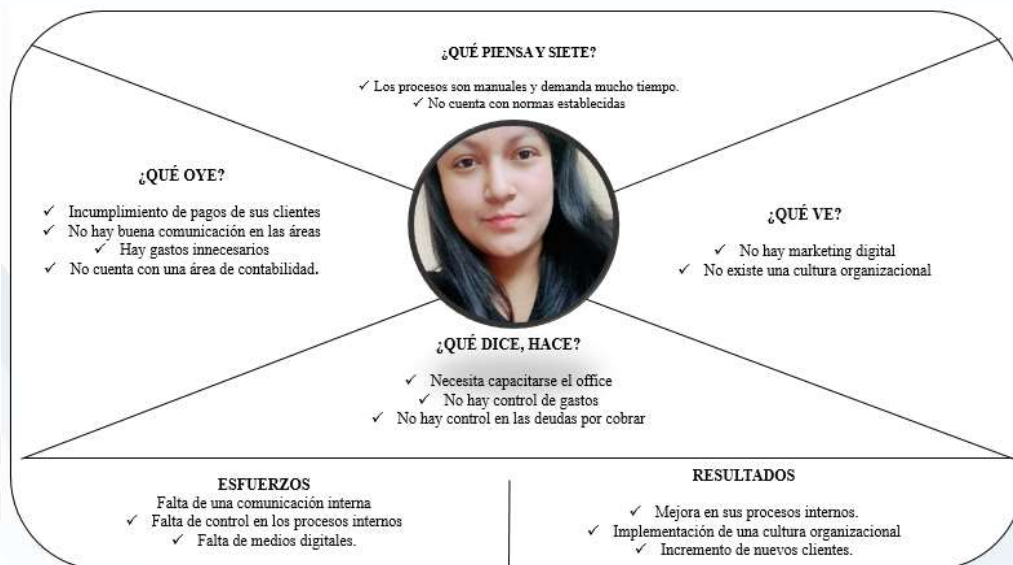 ¿QUÉ PIENSA Y SIETE?
✓ Los procesos son manuales y demanda mucho tiempo.
✓ No cuenta con normas establecidas
¿QUÉ OYE?
✓ Incumplimiento de pagos de sus clientes
✓ No hay buena comunicación en las áreas
✓ Hay gastos innecesarios
✓ No cuenta con una área de contabilidad.
¿QUÉ VE?
✓ No hay marketing digital
✓ No existe una cultura organizacional
¿QUÉ DICE, HACE?
✓ Necesita capacitarse el office
✓ No hay control de gastos
✓ No hay control en las deudas por cobrar
ESFUERZOS
Falta de una comunicación interna
✓ Falta de control en los procesos internos
✓ Falta de medios digitales.
RESULTADOS
✓ Mejora en sus procesos internos.
✓ Implementación de una cultura organizacional
✓ Incremento de nuevos clientes.